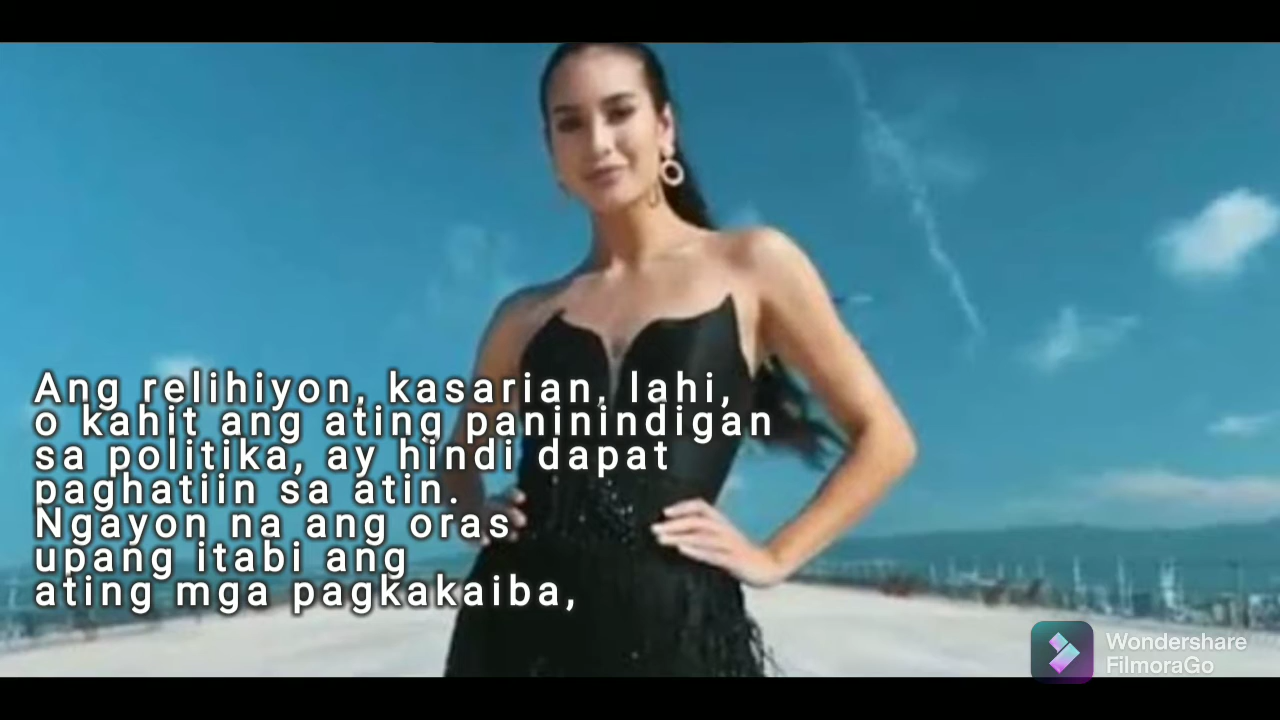 Ang relihiyon, kasarian, lahi,
o kahit ang ating paninindigan
sa politika, ay hindi dapat
paghatiin sa atin.
Ngayon na ang oras
upang itabi ang
ating mga pagkakaiba,
Wondershare
FilmoraGo